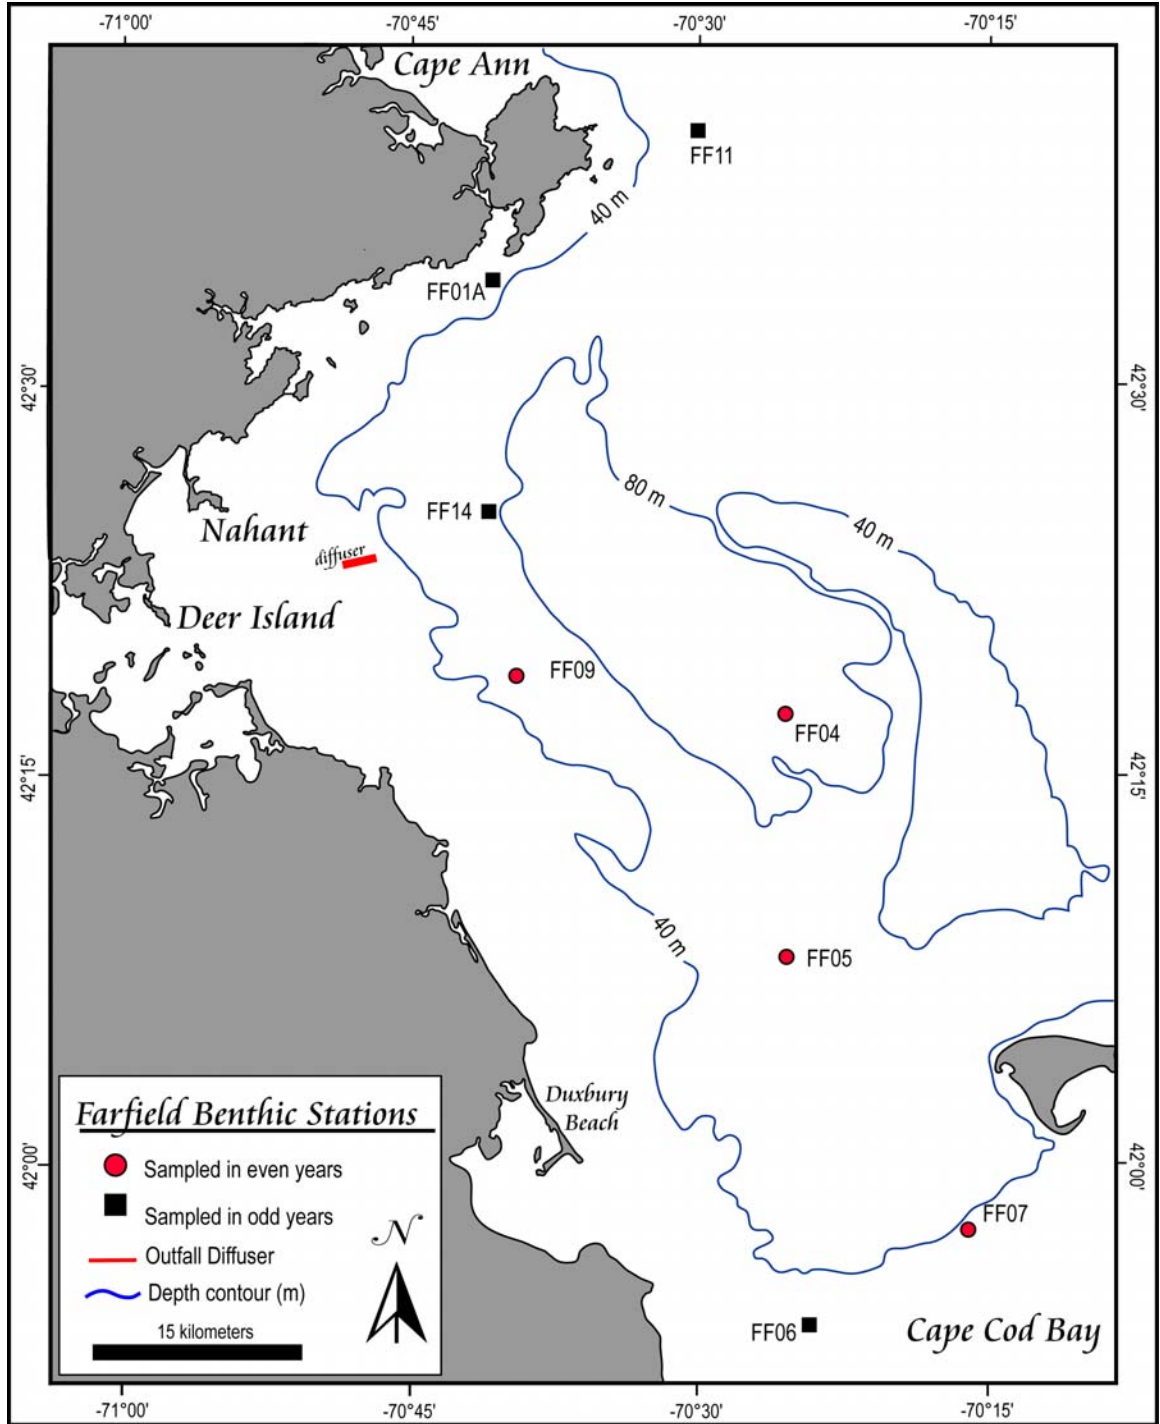 -71°00'
-70°45'
-70°30'
-70°15'
Cape Ann
FF11
40 m
FF01A
42°30'
42°30'
80 m
FF14
40 m
Nahant
diffuser
Deer Island
FF09
FF04
42°15'
42°15'
40 m
FF05
Duxbury
Beach
Farfield Benthic Stations
Sampled in even years
Sampled in odd years
N
Outfall Diffuser
Depth contour (m)
15 kilometers
42°00'
42°00'
FF07
FF06
Cape Cod Bay
-71°00'
-70°45'
-70°30'
-70°15'